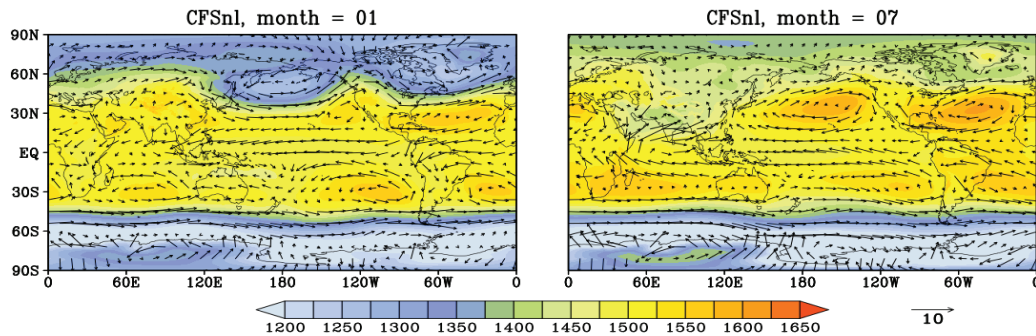 CFSnl, month = 01
CFSnl, month = 07
90N
60N
30N
EQ
30S
60S
90S
0 60E 120E 180 120W 60W 0
0 60E 120E 180 120W 60W 0
1200 1250 1300 1350 1400 1450 1500 1550 1600 1650
10